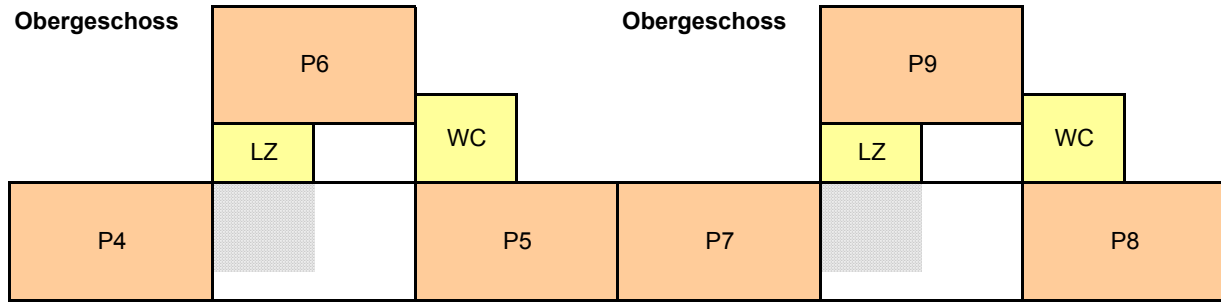 Obergeschoss
Obergeschoss
P6
P9
WC
WC
LZ
LZ
P4
P5
P7
P8